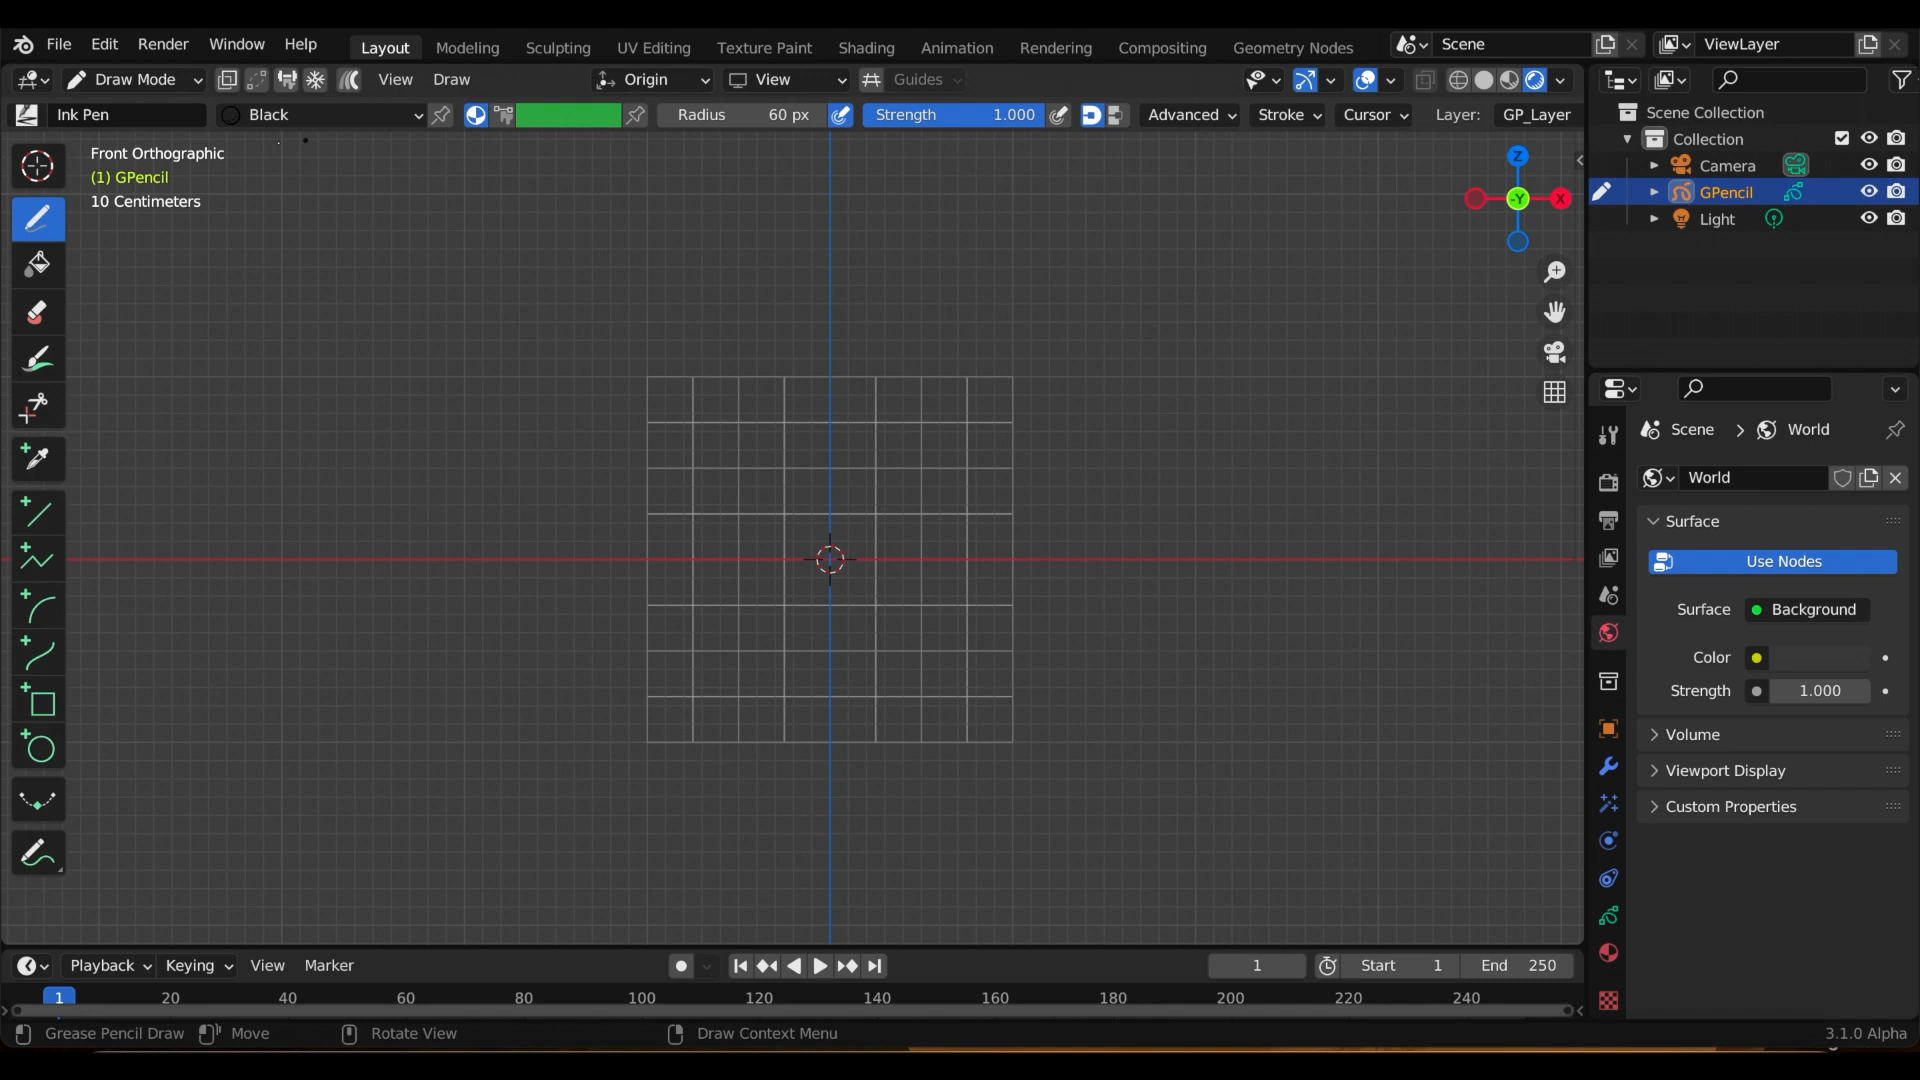 File Edit Render Window Help Layout Modeling Sculpting UV Editing Texture Paint Shading Animation Rendering Compositing Geometry Nodes Scene ViewLayer
Draw Mode View Draw Origin View Guides
Ink Pen Black Radius 60 px Strength 1.000 Advanced Stroke Cursor Layer: GP_Layer
Scene Collection
Collection
Camera
GPencil
Light
Front Orthographic
(1) GPencil
10 Centimeters
Z
-Y
X
Scene > World
World
Surface
Use Nodes
Surface Background
Color
Strength 1.000
Volume
Viewport Display
Custom Properties
Playback Keying View Marker 1 Start 1 End 250
1 20 40 60 80 100 120 140 160 180 200 220 240
Grease Pencil Draw Move Rotate View Draw Context Menu 3.1.0 Alpha